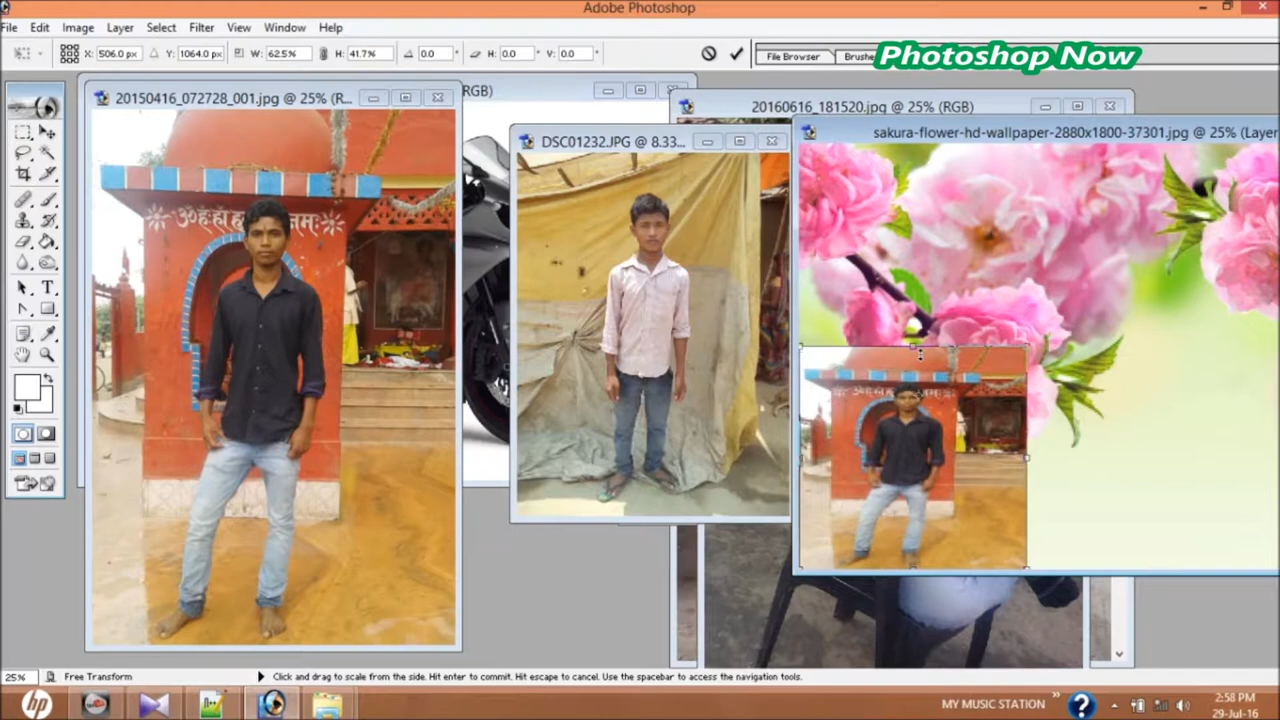 Adobe Photoshop
File Edit Image Layer Select Filter View Window Help
X: 506.0 px Y: 1064.0 px W: 62.5% H: 41.7% 0.0 ° H: 0.0 ° V: 0.0 °
File Browser Brushe
Photoshop Now
20150416_072728_001.jpg @ 25% (R...
RGB)
20160616_181520.jpg @ 25% (RGB)
DSC01232.JPG @ 8.33...
sakura-flower-hd-wallpaper-2880x1800-37301.jpg @ 25% (Layer
25% Free Transform Click and drag to scale from the side. Hit enter to commit. Hit escape to cancel. Use the spacebar to access the navigation tools.
hp MY MUSIC STATION 2:58 PM
29-Jul-16